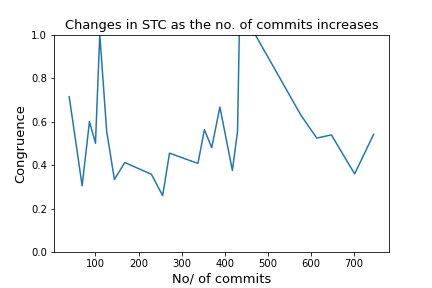 Changes in STC as the no. of commits increases
1.0
0.8
0.6
0.4
0.2
0.0
Congruence
100 200 300 400 500 600 700
No/ of commits